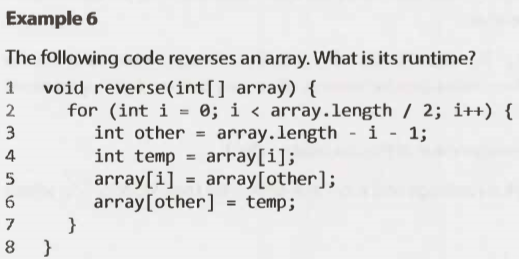 Example 6
The following code reverses an array. What is its runtime?
1 void reverse(int[] array) {
2 for (int i = 0; i < array.length / 2; i++) {
3 int other = array.length - i - 1;
4 int temp = array[i];
5 array[i] = array[other];
6 array[other] = temp;
7 }
8 }